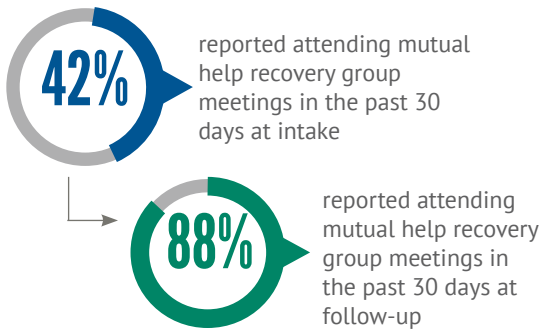 42%
reported attending mutual
help recovery group
meetings in the past 30
days at intake
88%
reported attending
mutual help recovery
group meetings in
the past 30 days at
follow-up